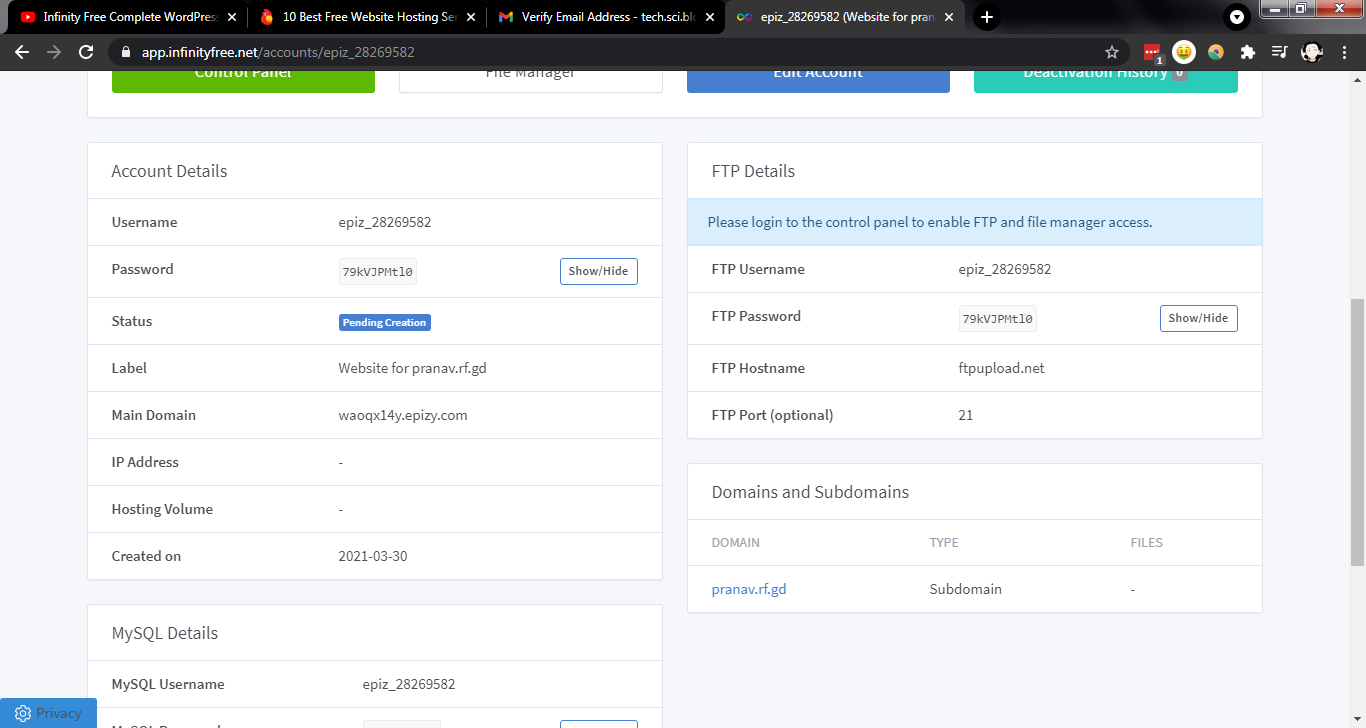 Infinity Free Complete WordPress
10 Best Free Website Hosting Ser
Verify Email Address - tech.sci.blo
epiz_28269582 (Website for pran
app.infinityfree.net/accounts/epiz_28269582
1
Control Panel
File Manager
Edit Account
Deactivation History 0
Account Details
Username epiz_28269582
Password 79kVJPMtl0 Show/Hide
Status Pending Creation
Label Website for pranav.rf.gd
Main Domain waoqx14y.epizy.com
IP Address -
Hosting Volume -
Created on 2021-03-30
MySQL Details
MySQL Username epiz_28269582
MySQL Password
FTP Details
Please login to the control panel to enable FTP and file manager access.
FTP Username epiz_28269582
FTP Password 79kVJPMtl0 Show/Hide
FTP Hostname ftpupload.net
FTP Port (optional) 21
Domains and Subdomains
DOMAIN TYPE FILES
pranav.rf.gd Subdomain -
Privacy